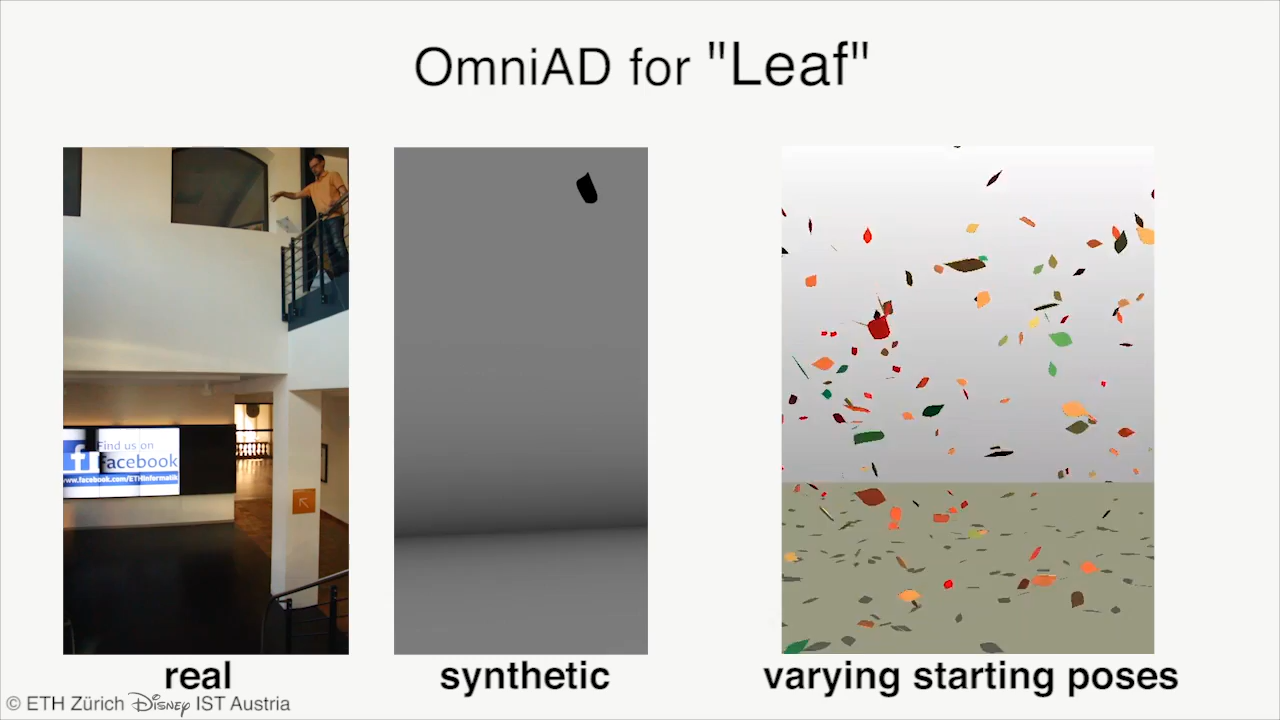 OmniAD for "Leaf"
Find us on
Facebook
www.facebook.com/ETHinformatik
real
synthetic
varying starting poses
© ETH Zürich Disney IST Austria